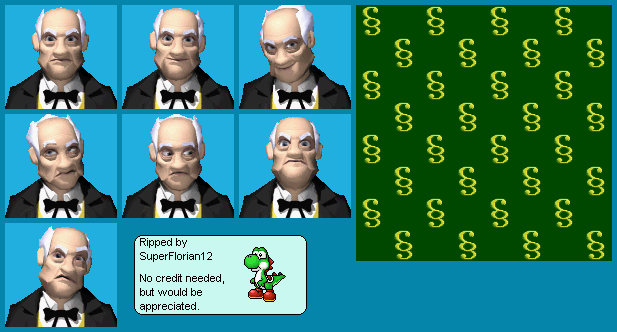 § § § §
§ § § §
§ § § §
§ § § §
§ § § §
§ § § §
§ § § §
§ § § §
Ripped by
SuperFlorian12
No credit needed,
but would be
appreciated.